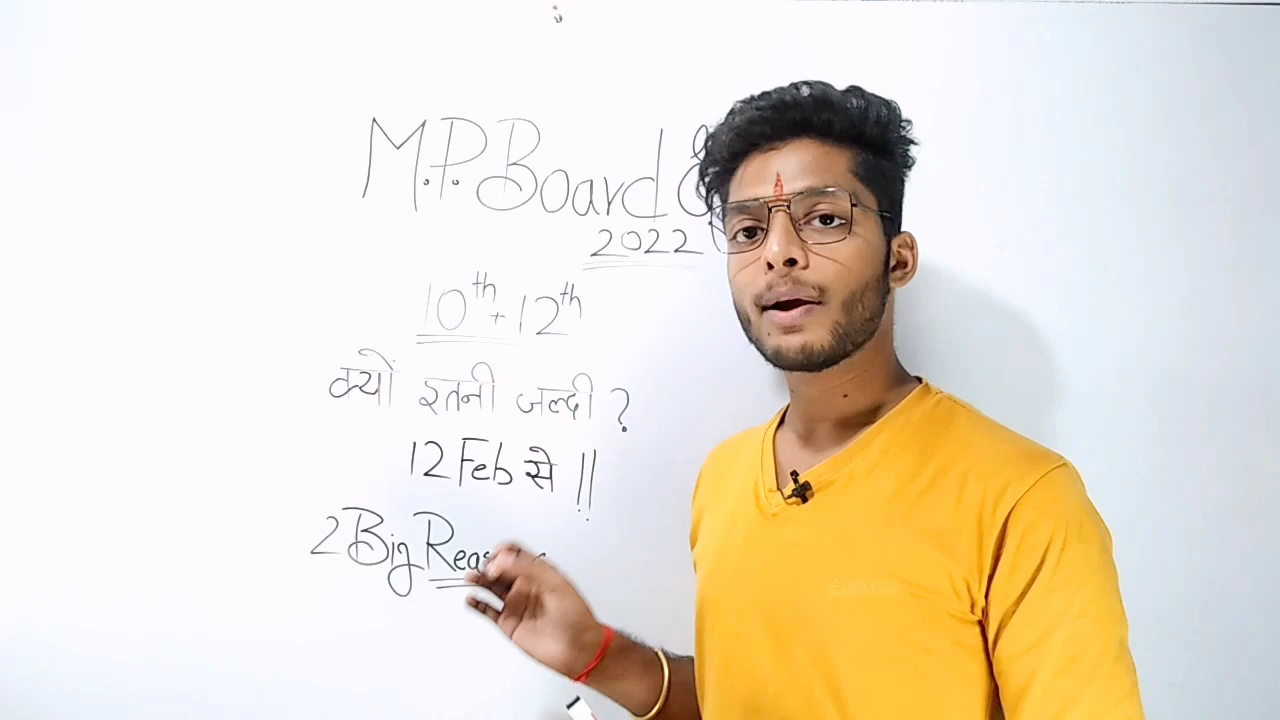 M.P. Board
2022
10th + 12th
क्यों इतनी जल्दी ?
12 Feb से !!
2 Big